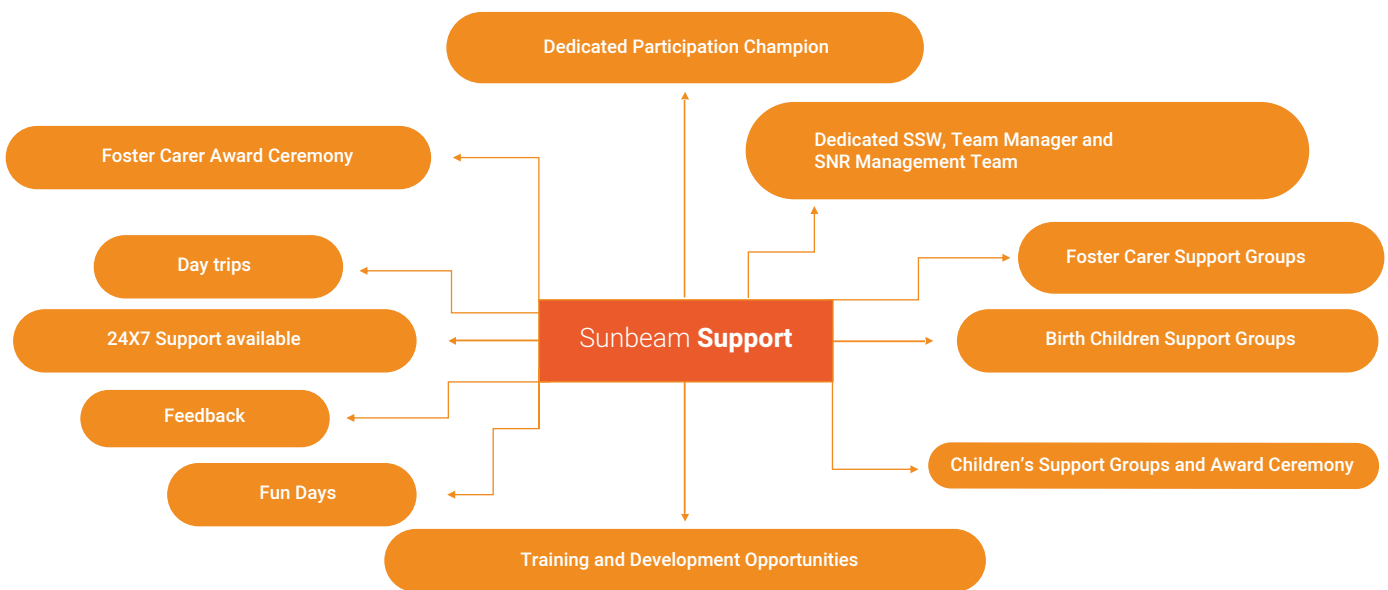 Dedicated Participation Champion
Dedicated SSW, Team Manager and
SNR Management Team
Foster Carer Award Ceremony
Foster Carer Support Groups
Day trips
24X7 Support available
Sunbeam Support
Birth Children Support Groups
Feedback
Children’s Support Groups and Award Ceremony
Fun Days
Training and Development Opportunities